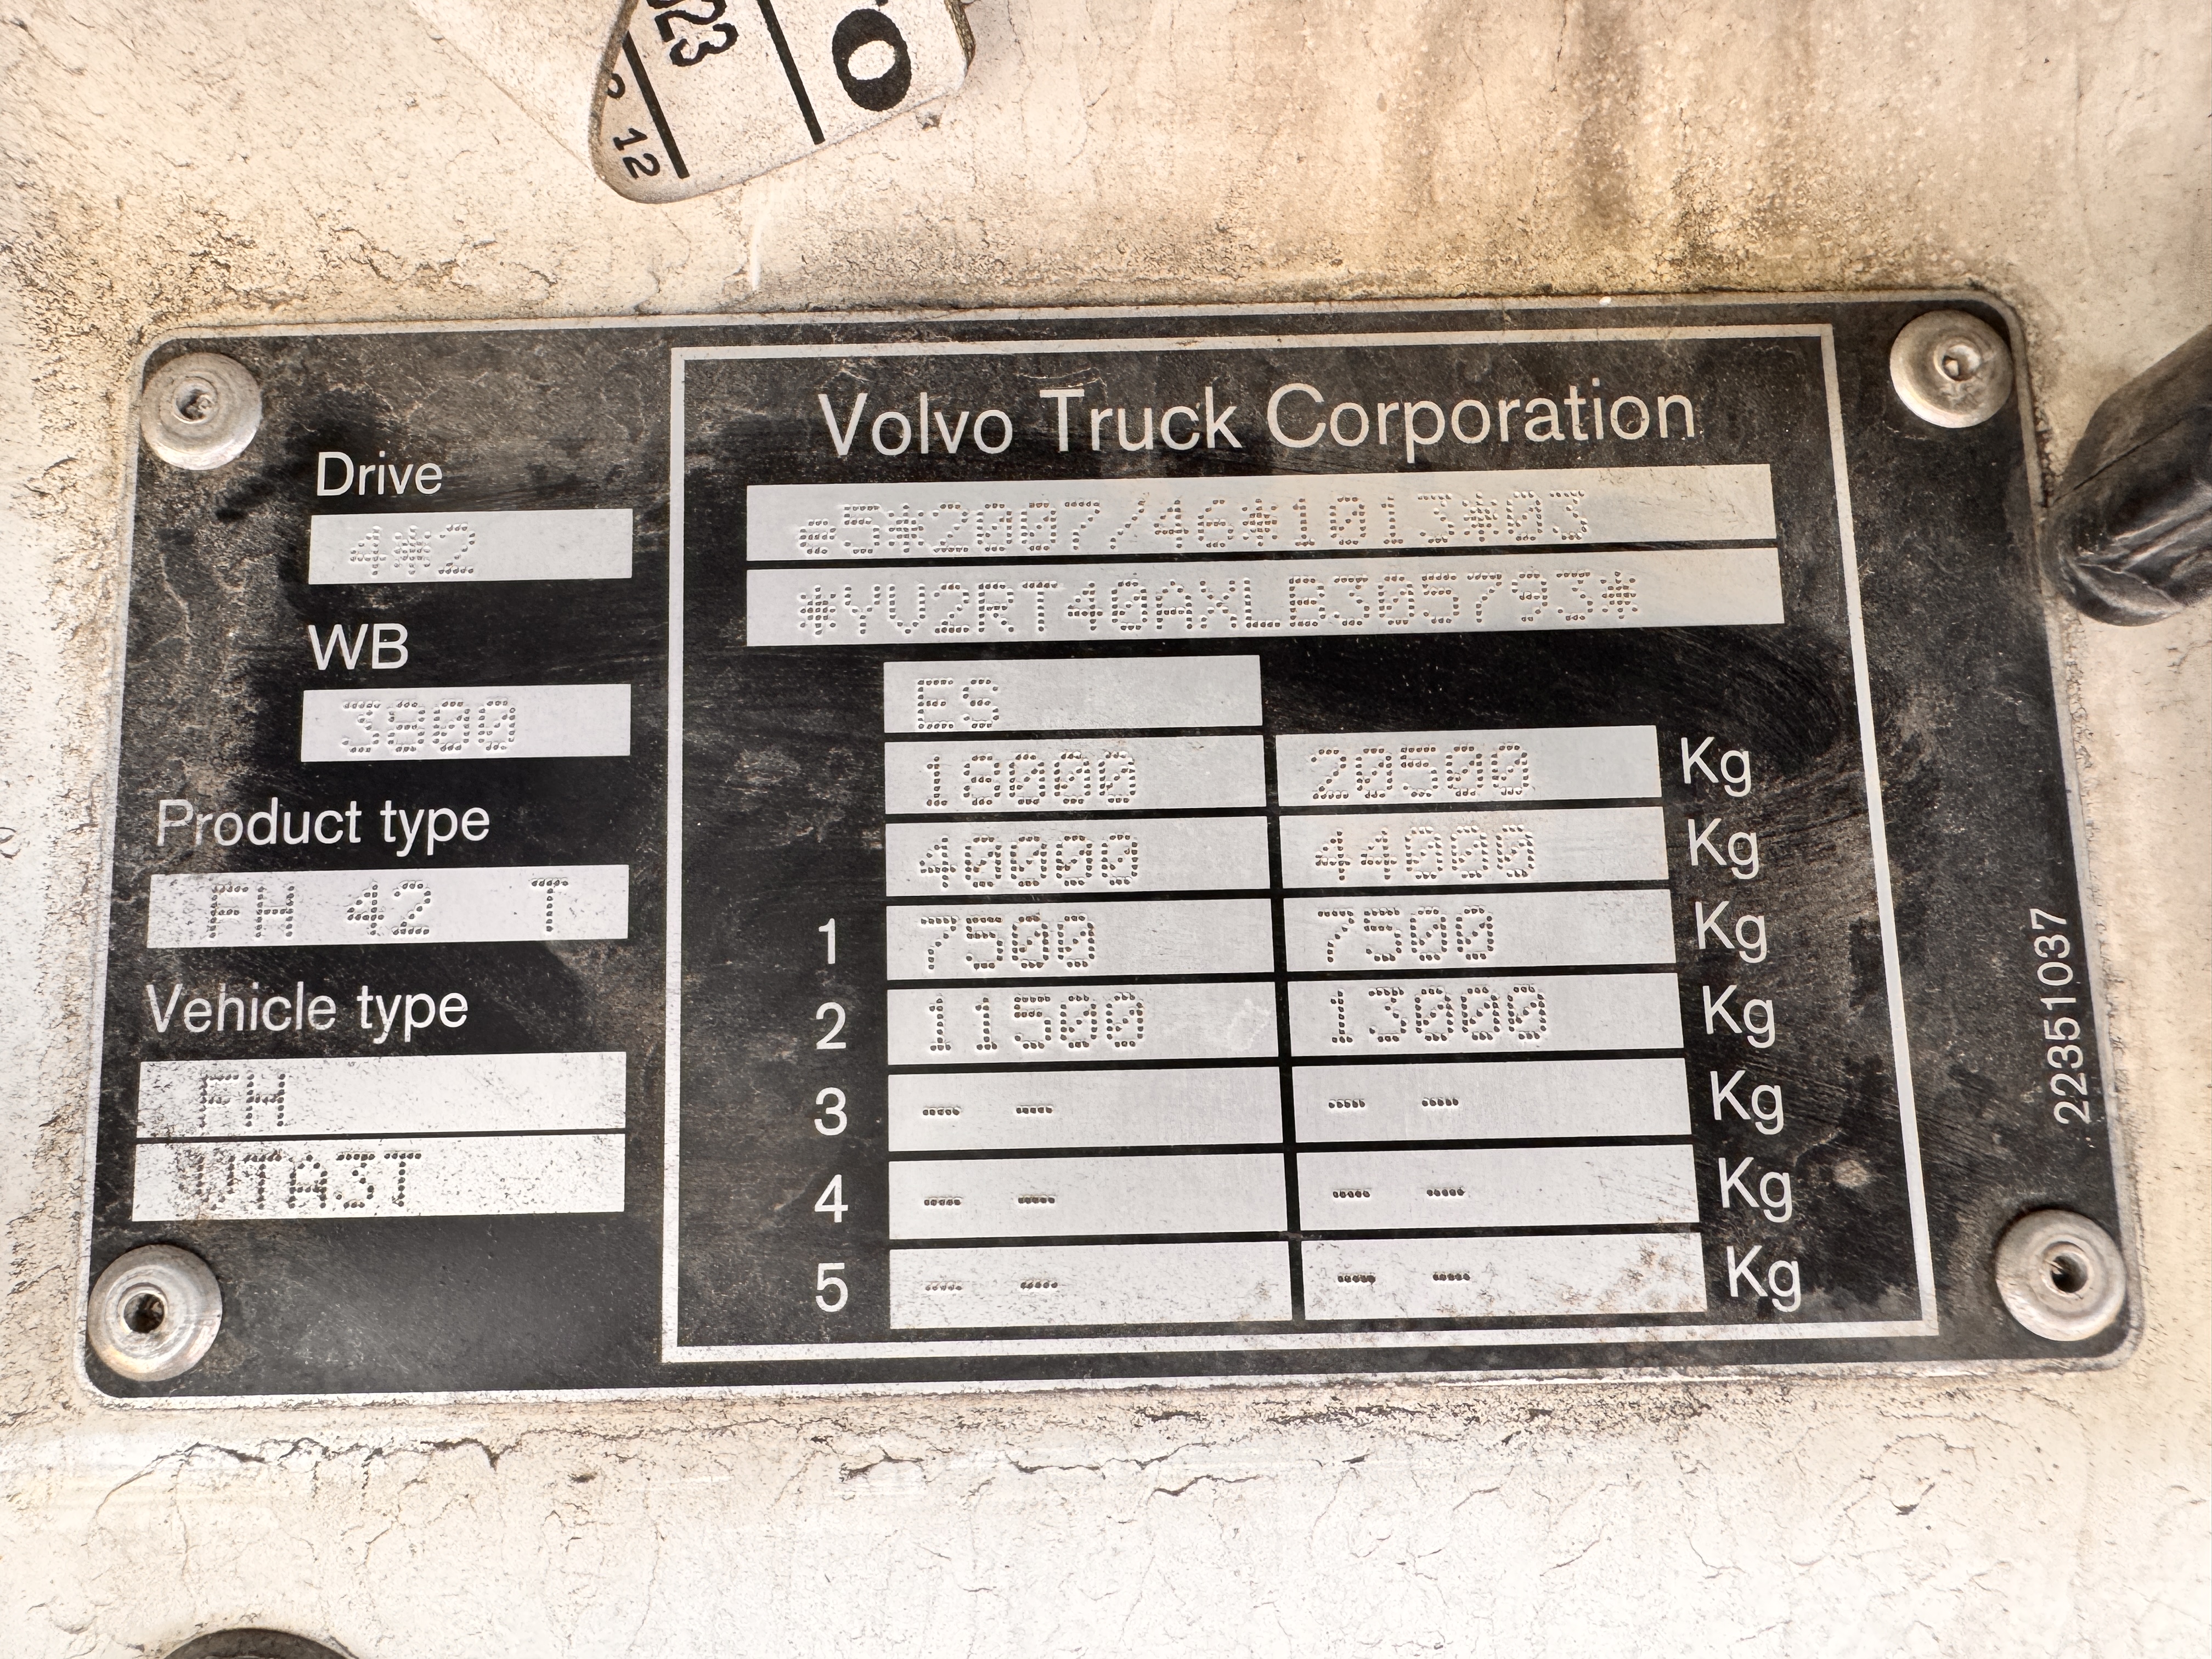 023
12
Volvo Truck Corporation
e5*2007/46*1013*03
*YV2RT40AXLB305793*
Drive
4*2
WB
3800
Product type
FH 42 T
Vehicle type
FH
VTA3T
ES
18000 20500 Kg
40000 44000 Kg
1 7500 7500 Kg
2 11500 13000 Kg
3 -- -- Kg
4 -- -- Kg
5 -- -- Kg
22351037